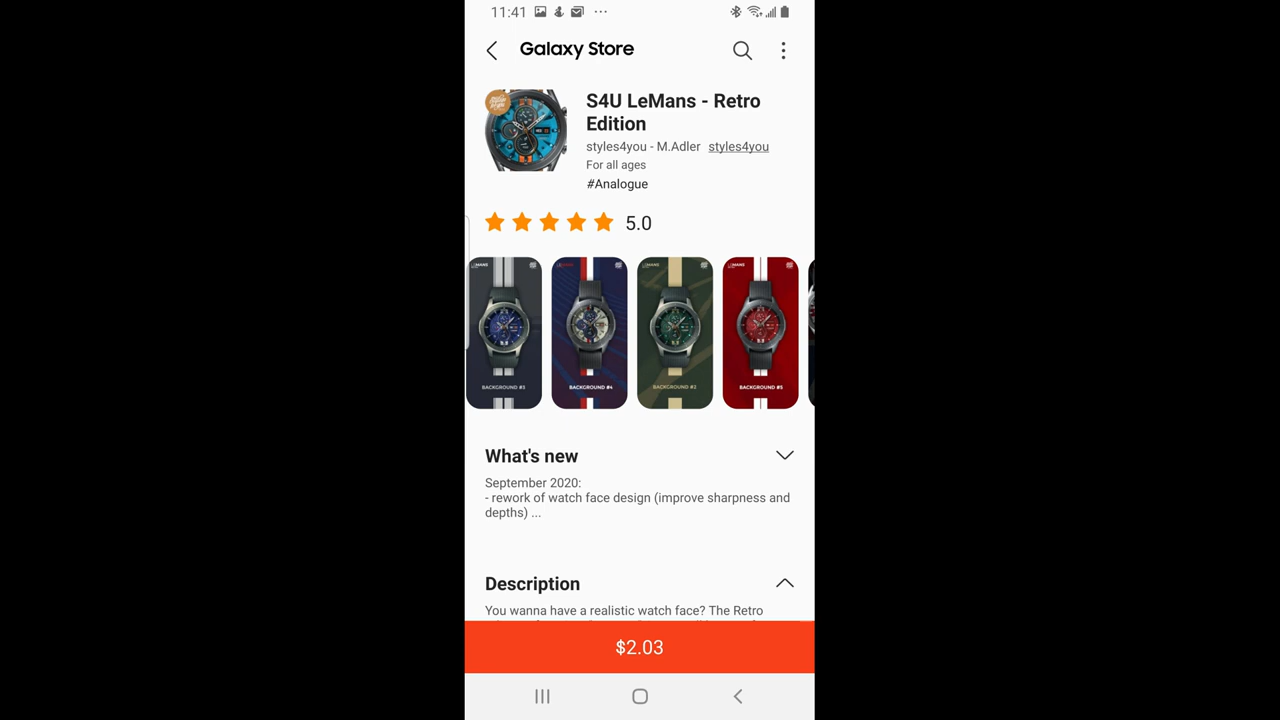 11:41
Galaxy Store
S4U LeMans - Retro
Edition
styles4you - M.Adler styles4you
For all ages
#Analogue
5.0
BACKGROUND #3
BACKGROUND #4
BACKGROUND #2
BACKGROUND #5
What's new
September 2020:
- rework of watch face design (improve sharpness and
depths) ...
Description
You wanna have a realistic watch face? The Retro
$2.03